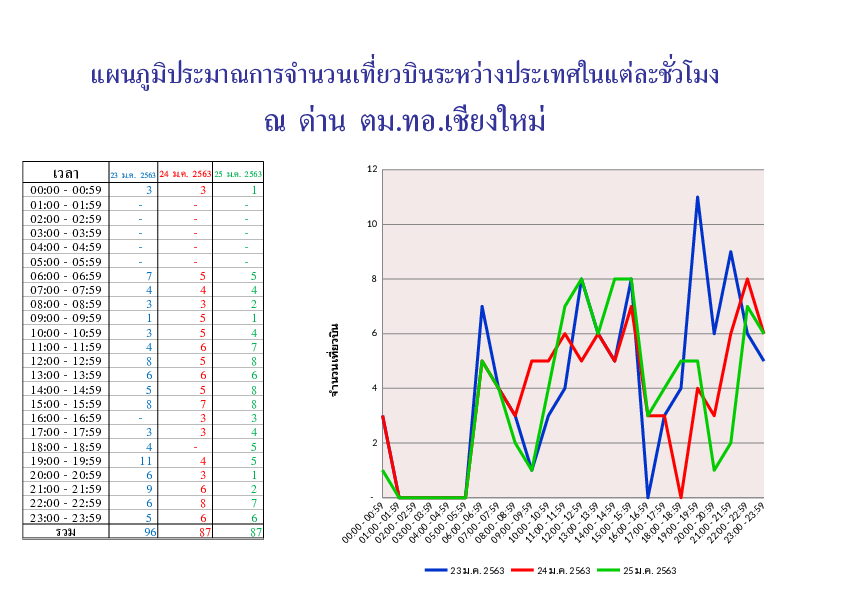 แผนภูมิประมาณการจำนวนเที่ยวบินระหว่างประเทศในแต่ละชั่วโมง
ณ ด่าน ตม.ทอ.เชียงใหม่
เวลา 23 ม.ค. 2563 24 ม.ค. 2563 25 ม.ค. 2563
00:00 - 00:59 3 3 1
01:00 - 01:59 - - -
02:00 - 02:59 - - -
03:00 - 03:59 - - -
04:00 - 04:59 - - -
05:00 - 05:59 - - -
06:00 - 06:59 7 5 5
07:00 - 07:59 4 4 4
08:00 - 08:59 3 3 2
09:00 - 09:59 1 5 1
10:00 - 10:59 3 5 4
11:00 - 11:59 4 6 7
12:00 - 12:59 8 5 8
13:00 - 13:59 6 6 6
14:00 - 14:59 5 5 8
15:00 - 15:59 8 7 8
16:00 - 16:59 - 3 3
17:00 - 17:59 3 3 4
18:00 - 18:59 4 - 5
19:00 - 19:59 11 4 5
20:00 - 20:59 6 3 1
21:00 - 21:59 9 6 2
22:00 - 22:59 6 8 7
23:00 - 23:59 5 6 6
รวม 96 87 87
จำนวนเที่ยวบิน
12
10
8
6
4
2
-
00:00 - 00:59
01:00 - 01:59
02:00 - 02:59
03:00 - 03:59
04:00 - 04:59
05:00 - 05:59
06:00 - 06:59
07:00 - 07:59
08:00 - 08:59
09:00 - 09:59
10:00 - 10:59
11:00 - 11:59
12:00 - 12:59
13:00 - 13:59
14:00 - 14:59
15:00 - 15:59
16:00 - 16:59
17:00 - 17:59
18:00 - 18:59
19:00 - 19:59
20:00 - 20:59
21:00 - 21:59
22:00 - 22:59
23:00 - 23:59
23 ม.ค. 2563 24 ม.ค. 2563 25 ม.ค. 2563